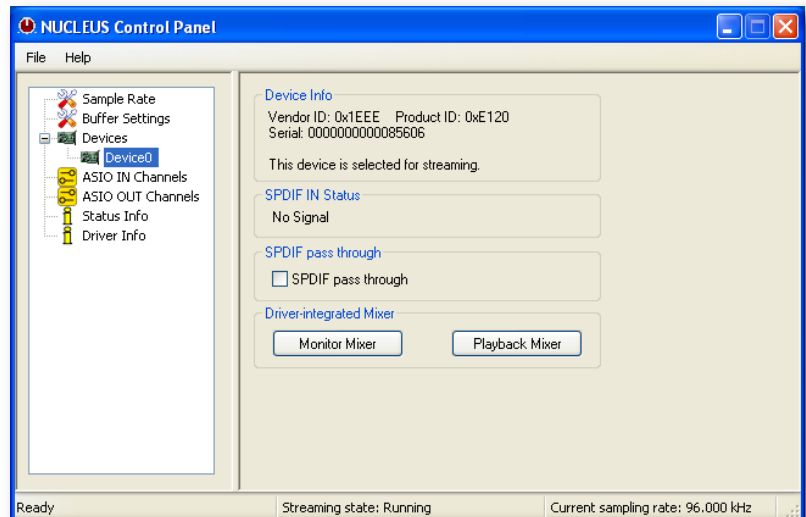 NUCLEUS Control Panel
File Help
Sample Rate
Buffer Settings
Devices
Device0
ASIO IN Channels
ASIO OUT Channels
Status Info
Driver Info
Device Info
Vendor ID: 0x1EEE Product ID: 0xE120
Serial: 0000000000085606
This device is selected for streaming.
SPDIF IN Status
No Signal
SPDIF pass through
SPDIF pass through
Driver-integrated Mixer
Monitor Mixer Playback Mixer
Ready Streaming state: Running Current sampling rate: 96.000 kHz